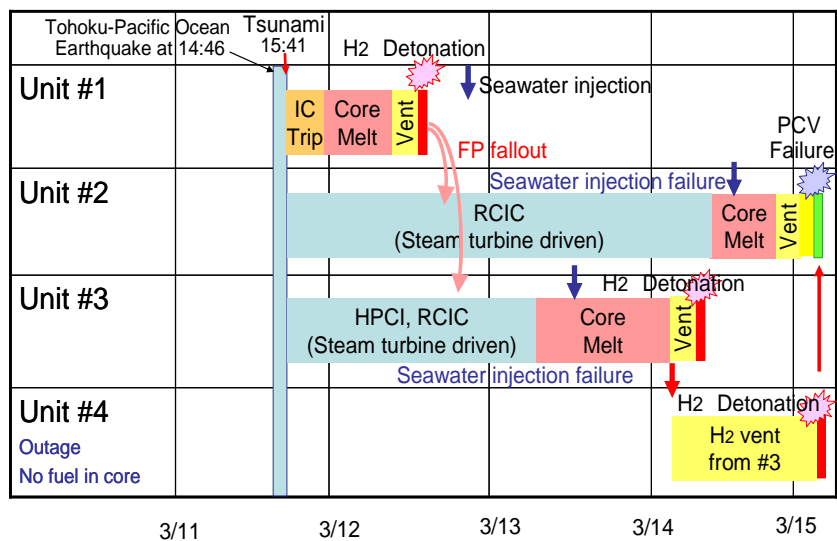 Tohoku-Pacific Ocean
Earthquake at 14:46
Tsunami
15:41
H2 Detonation
Unit #1
Seawater injection
IC
Trip
Core
Melt
Vent
FP fallout
PCV
Failure
Unit #2
Seawater injection failure
RCIC
(Steam turbine driven)
Core
Melt
Vent
Unit #3
H2 Detonation
HPCI, RCIC
(Steam turbine driven)
Core
Melt
Vent
Seawater injection failure
Unit #4
Outage
No fuel in core
H2 Detonation
H2 vent
from #3
3/11
3/12
3/13
3/14
3/15